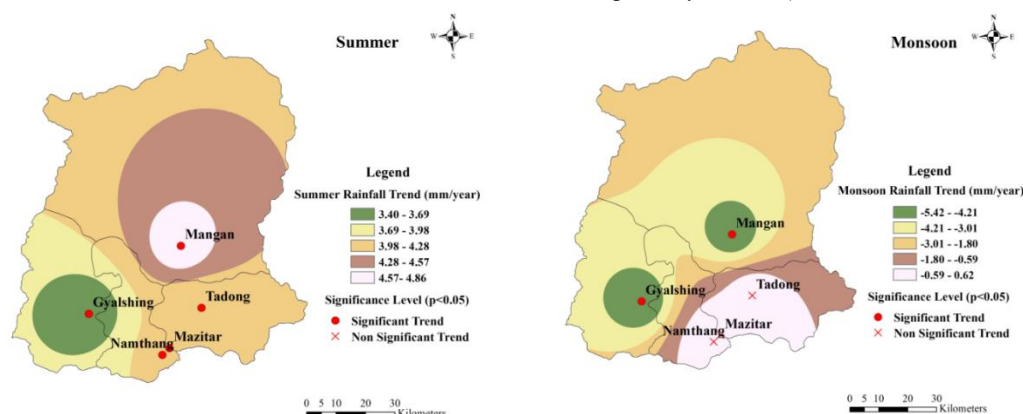 Summer
N
W E
S
Mangan
Gyalshing
Tadong
Mazitar
Namthang
Legend
Summer Rainfall Trend (mm/year)
3.40 - 3.69
3.69 - 3.98
3.98 - 4.28
4.28 - 4.57
4.57- 4.86
Significance Level (p<0.05)
Significant Trend
Non Significant Trend
0 5 10 20 30
Kilometers
Monsoon
N
W E
S
Mangan
Gyalshing
Tadong
Mazitar
Namthang
Legend
Monsoon Rainfall Trend (mm/year)
-5.42 - -4.21
-4.21 - -3.01
-3.01 - -1.80
-1.80 - -0.59
-0.59 - 0.62
Significance Level (p<0.05)
Significant Trend
Non Significant Trend
0 5 10 20 30
Kilometers